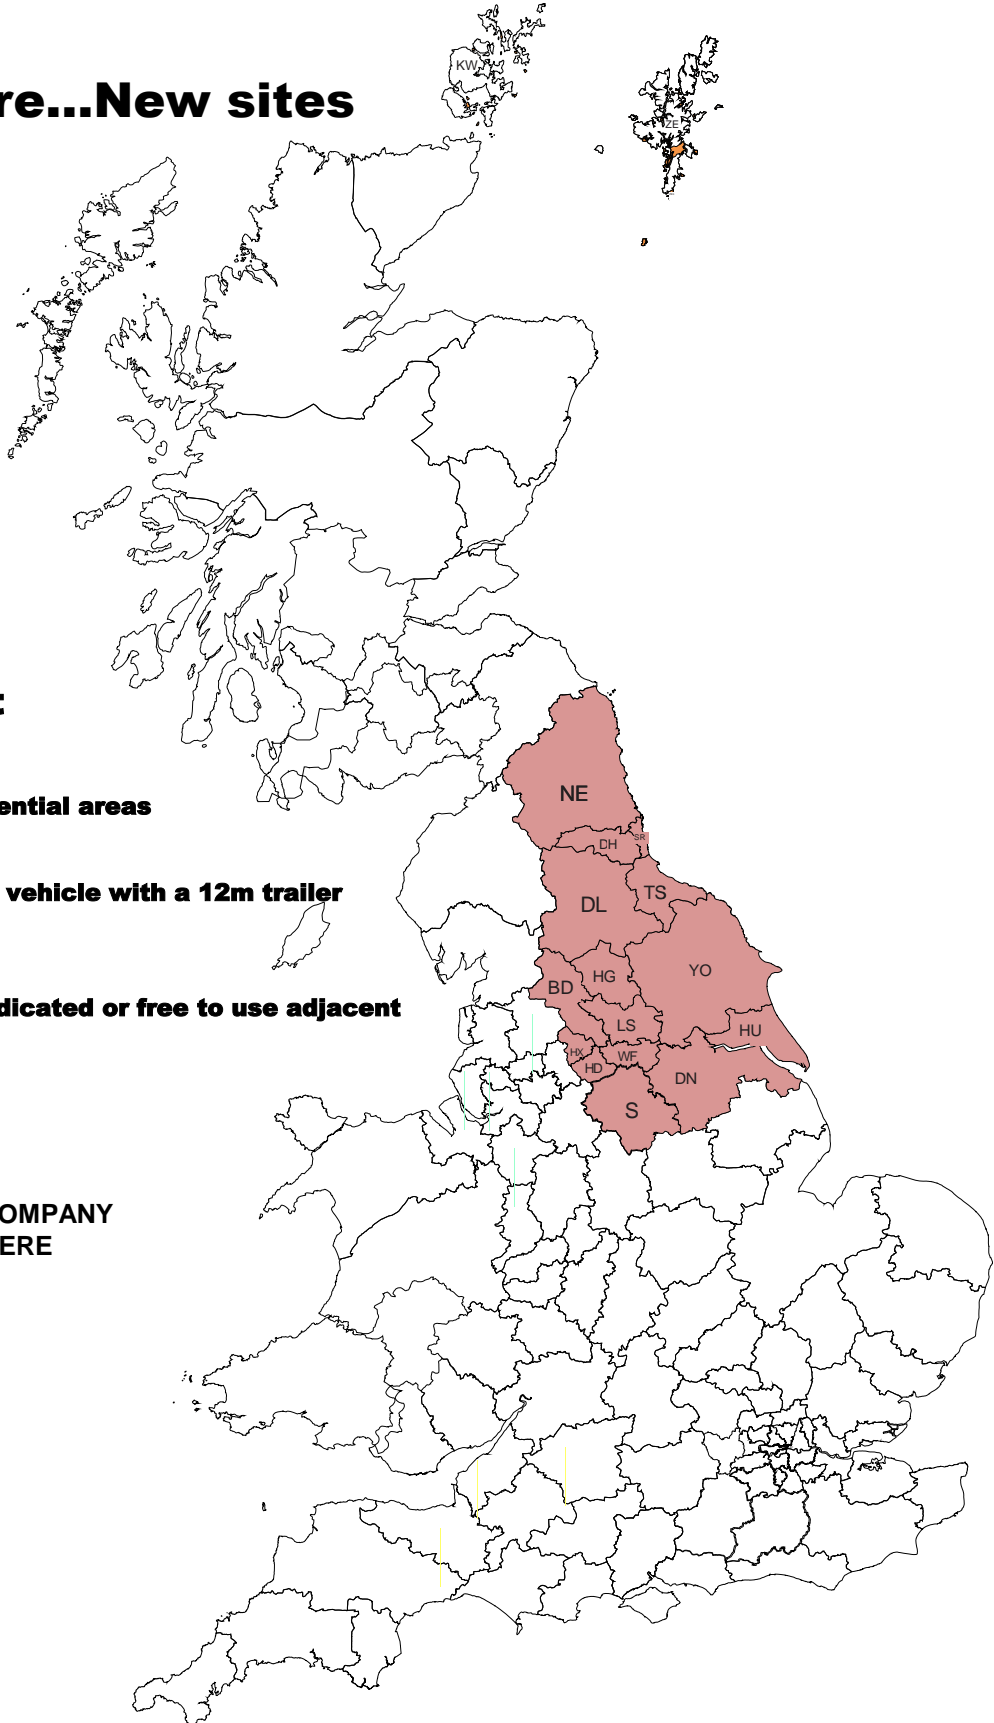 KW
re...New sites
ZE
t
NE
ential areas
SR
DH
vehicle with a 12m trailer
TS
DL
YO
HG
BD
dicated or free to use adjacent
LS
HU
HX
WF
HD
DN
S
OMPANY
ERE